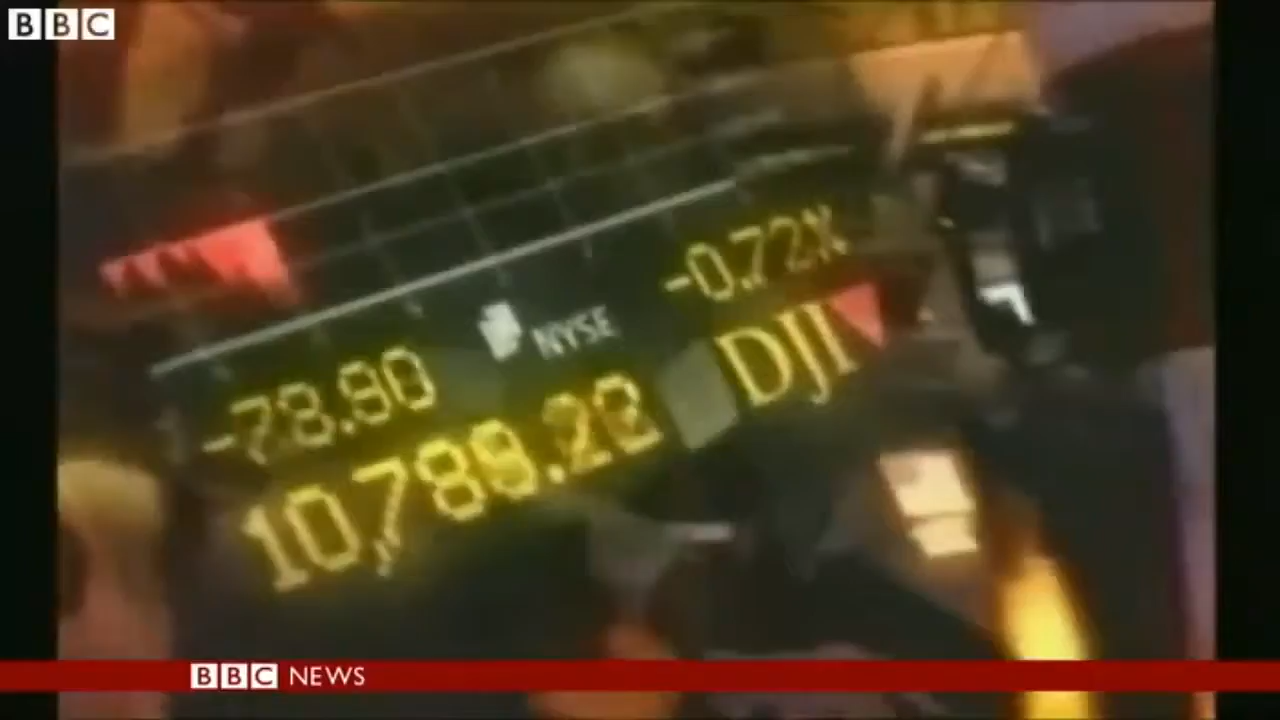 BBC
-0.72%
NYSE
-78.90
DJI
10,789.22
BBC NEWS